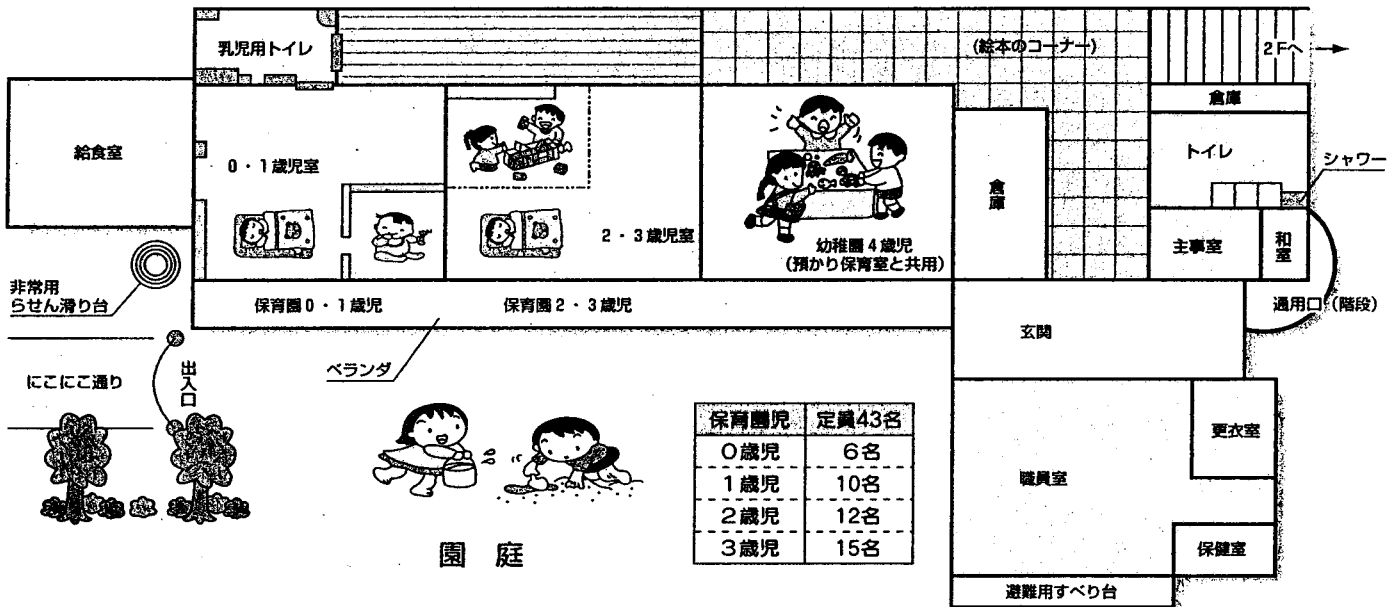 乳児用トイレ
(絵本のコーナー)
2Fへ
倉庫
給食室
0・1歳児室
トイレ
シャワー
倉庫
2・3歳児室
幼稚園4歳児
(預かり保育室と共用)
主事室
和室
非常用
らせん滑り台
保育園0・1歳児
保育園2・3歳児
通用口(階段)
玄関
ベランダ
にこにこ通り
出入口
保育園児 定員43名
0歳児 6名
1歳児 10名
2歳児 12名
3歳児 15名
更衣室
職員室
園庭
保健室
避難用すべり台